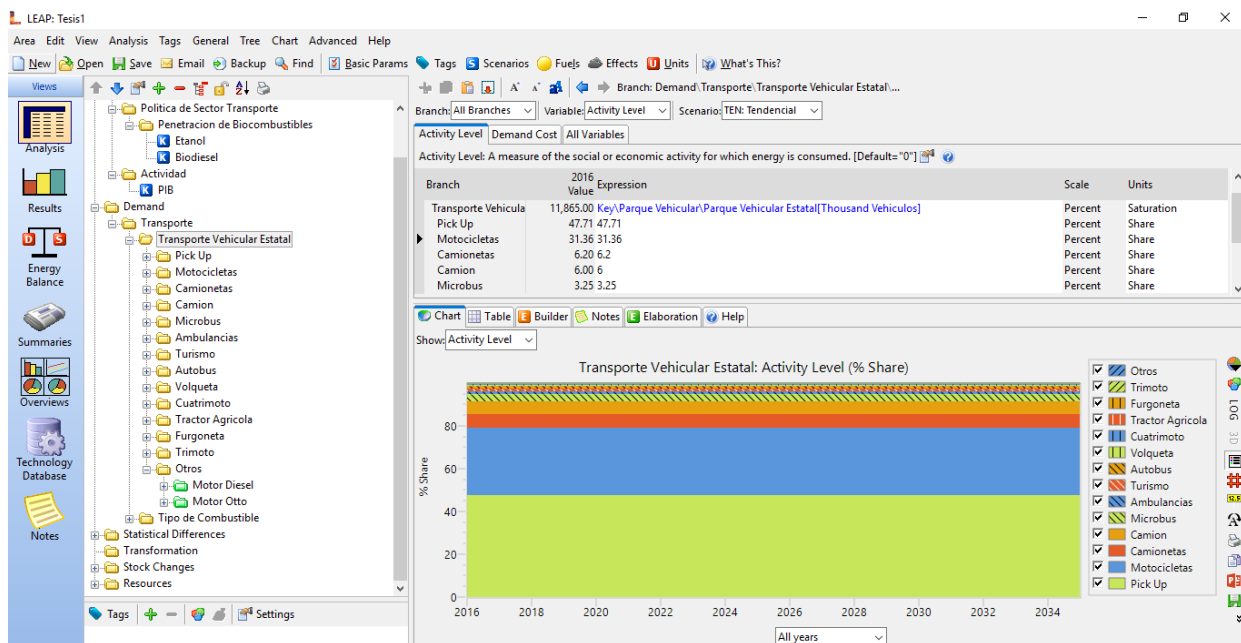 LEAP: Tesis1
Area Edit View Analysis Tags General Tree Chart Advanced Help
New Open Save Email Backup Find Basic Params Tags Scenarios Fuels Effects Units What's This?
Views
Analysis
Results
Energy Balance
Summaries
Overviews
Technology Database
Notes
Politica de Sector Transporte
Penetracion de Biocombustibles
Etanol
Biodiesel
Actividad
PIB
Demand
Transporte
Transporte Vehicular Estatal
Pick Up
Motocicletas
Camionetas
Camion
Microbus
Ambulancias
Turismo
Autobus
Volqueta
Cuatrimoto
Tractor Agricola
Furgoneta
Trimoto
Otros
Motor Diesel
Motor Otto
Tipo de Combustible
Statistical Differences
Transformation
Stock Changes
Resources
Tags Settings
Branch: Demand\Transporte\Transporte Vehicular Estatal\...
Branch: All Branches Variable: Activity Level Scenario: TEN: Tendencial
Activity Level Demand Cost All Variables
Activity Level: A measure of the social or economic activity for which energy is consumed. [Default="0"]
Branch 2016 Value Expression Scale Units
Transporte Vehicula 11,865.00 Key\Parque Vehicular\Parque Vehicular Estatal[Thousand Vehiculos] Percent Saturation
Pick Up 47.71 47.71 Percent Share
Motocicletas 31.36 31.36 Percent Share
Camionetas 6.20 6.2 Percent Share
Camion 6.00 6 Percent Share
Microbus 3.25 3.25 Percent Share
Chart Table Builder Notes Elaboration Help
Show: Activity Level
Transporte Vehicular Estatal: Activity Level (% Share)
% Share
80
60
40
20
0
2016 2018 2020 2022 2024 2026 2028 2030 2032 2034
All years
Otros
Trimoto
Furgoneta
Tractor Agricola
Cuatrimoto
Volqueta
Autobus
Turismo
Ambulancias
Microbus
Camion
Camionetas
Motocicletas
Pick Up
LOG
3D